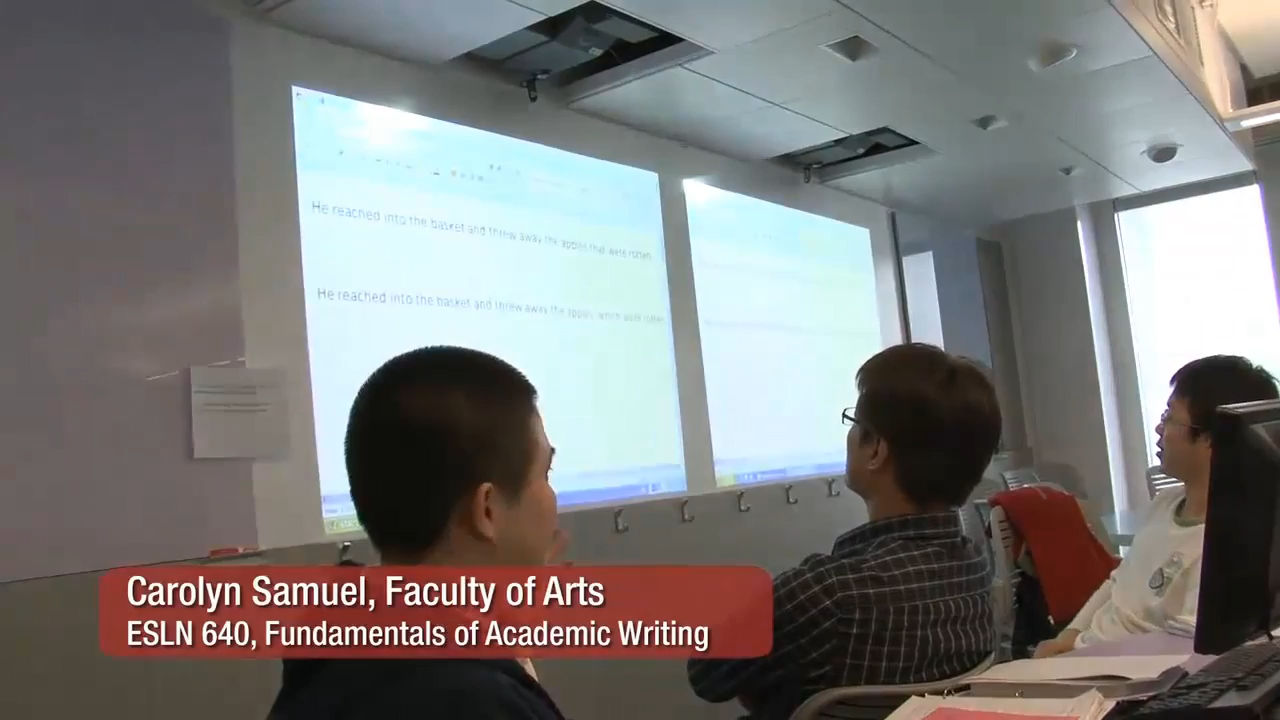 He reached into the basket and threw away the apples that were rotten.
He reached into the basket and threw away the apples, which were rotten.
Carolyn Samuel, Faculty of Arts
ESLN 640, Fundamentals of Academic Writing